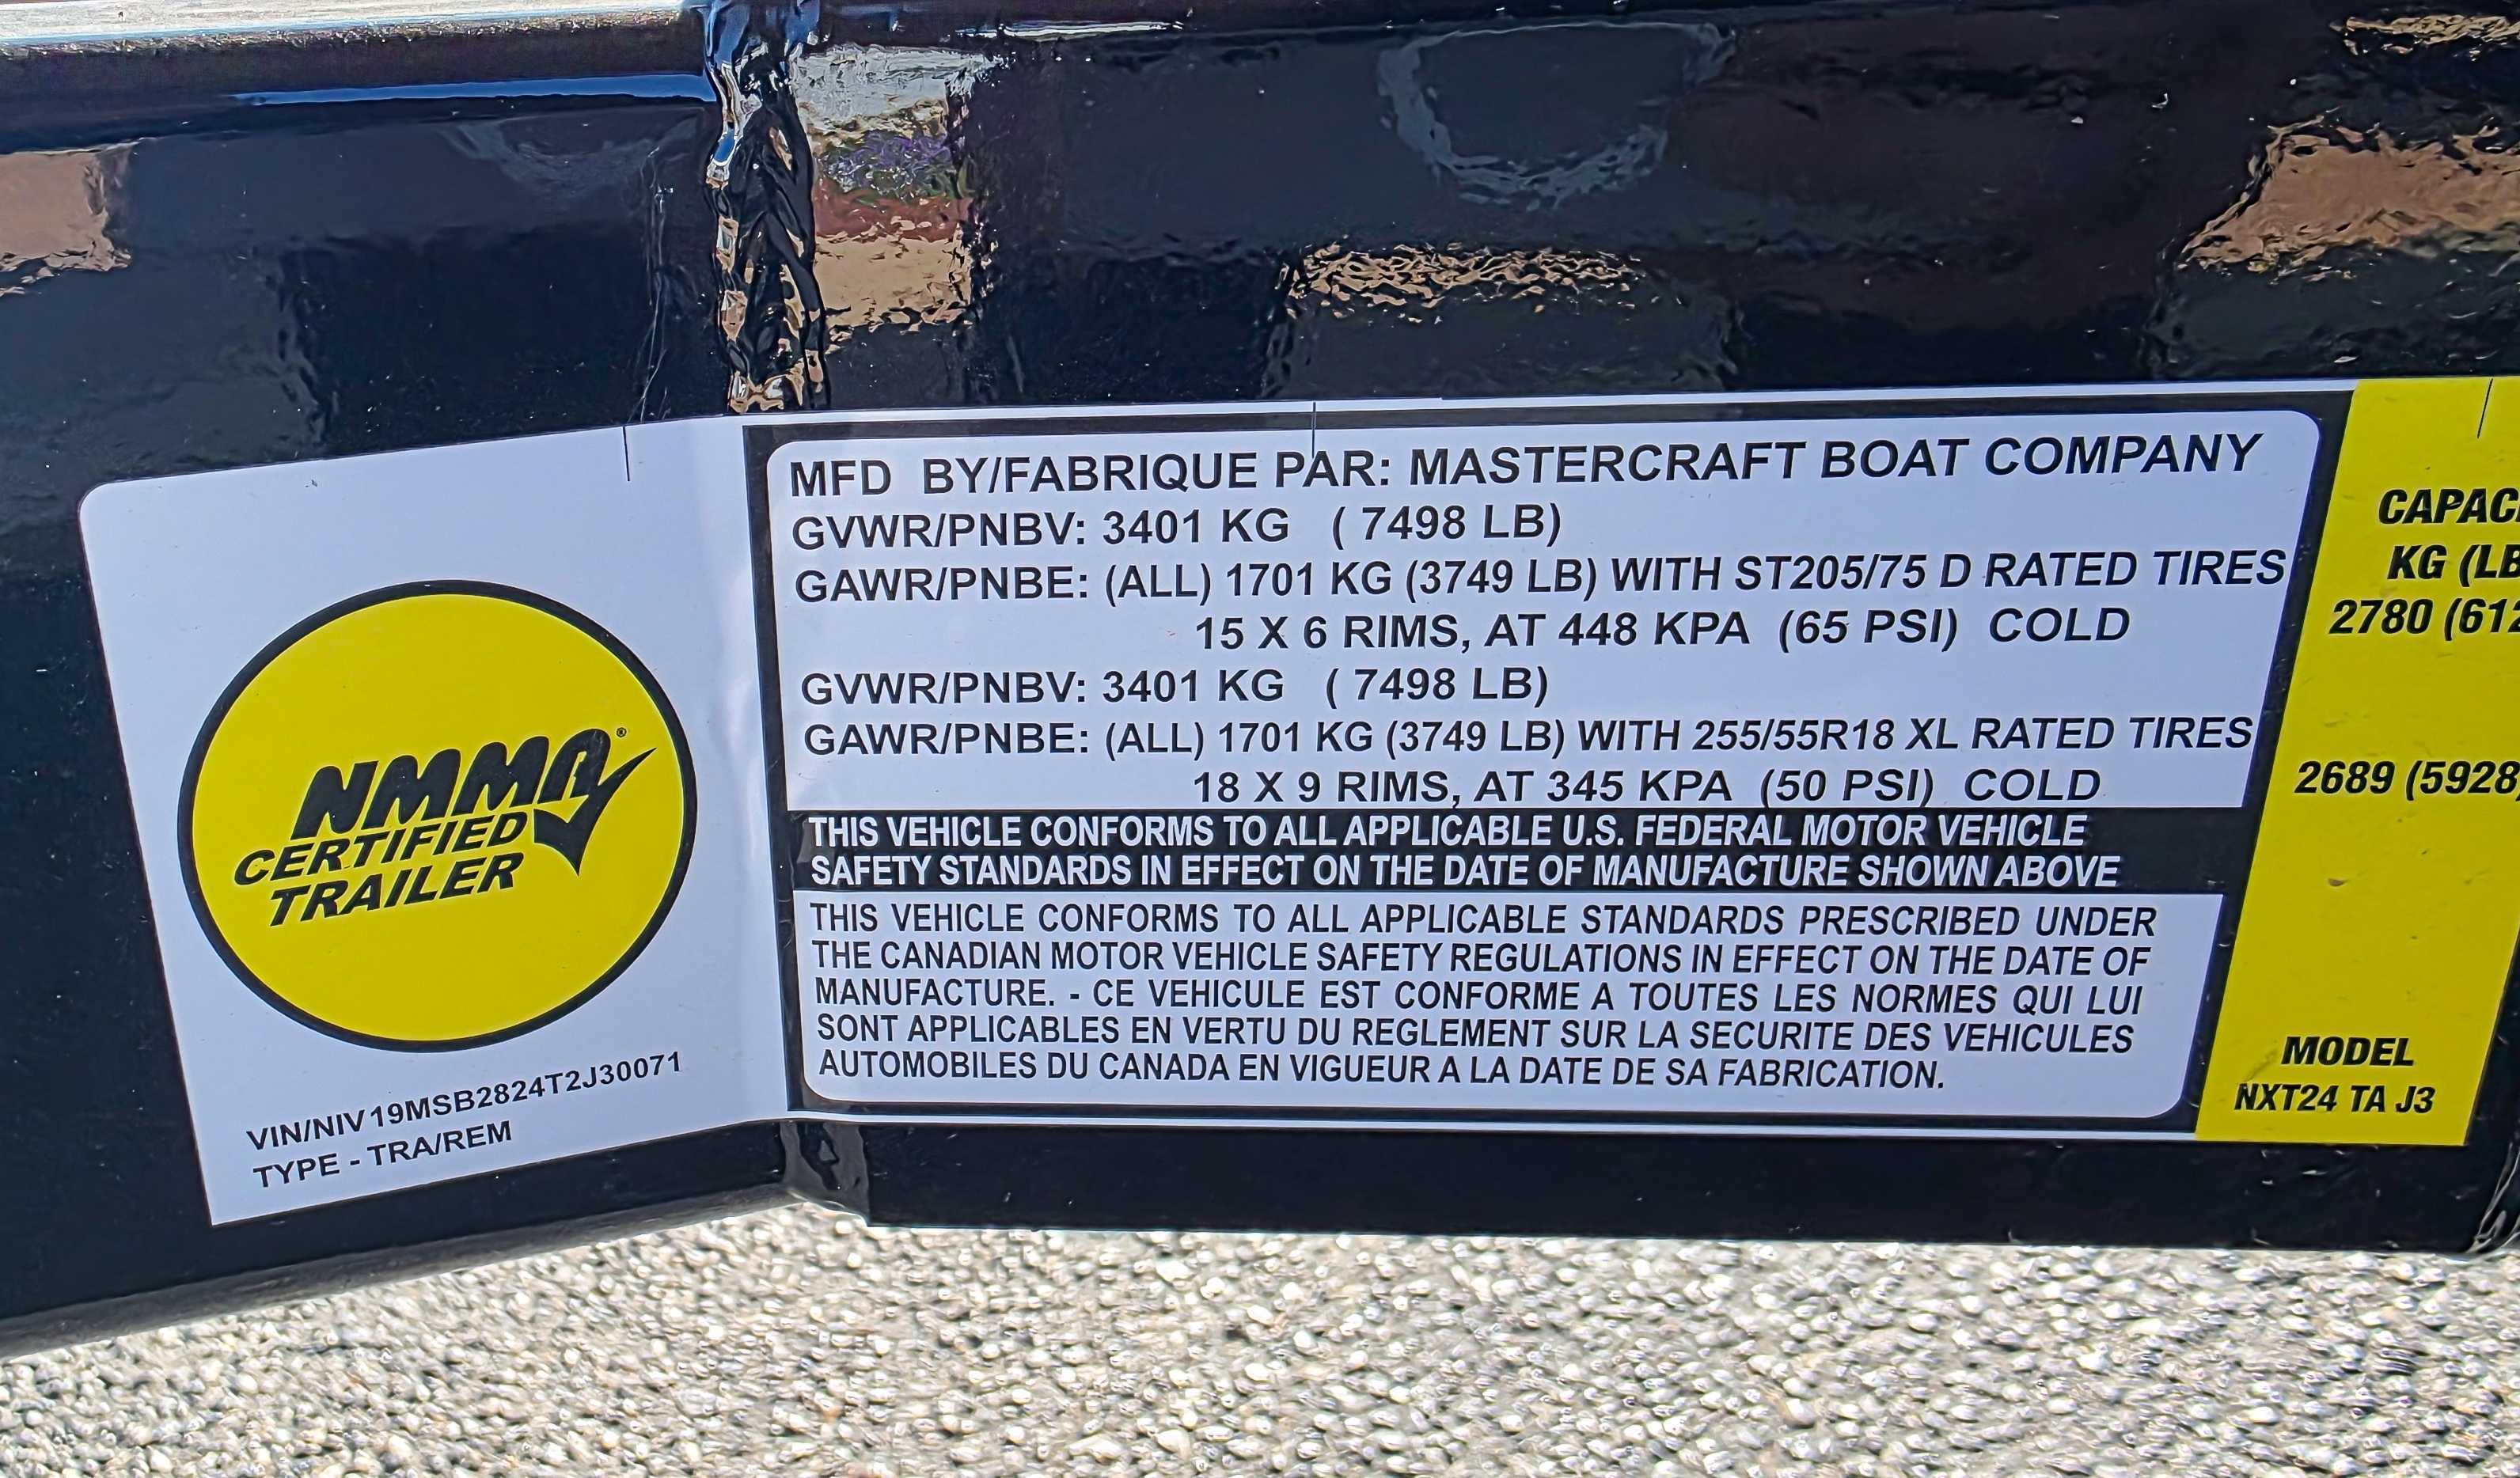 NMMA®
CERTIFIED
TRAILER
VIN/NIV 19MSB2824T2J30071
TYPE - TRA/REM
MFD BY/FABRIQUE PAR: MASTERCRAFT BOAT COMPANY
GVWR/PNBV: 3401 KG ( 7498 LB)
GAWR/PNBE: (ALL) 1701 KG (3749 LB) WITH ST205/75 D RATED TIRES
15 X 6 RIMS, AT 448 KPA (65 PSI) COLD
GVWR/PNBV: 3401 KG ( 7498 LB)
GAWR/PNBE: (ALL) 1701 KG (3749 LB) WITH 255/55R18 XL RATED TIRES
18 X 9 RIMS, AT 345 KPA (50 PSI) COLD
THIS VEHICLE CONFORMS TO ALL APPLICABLE U.S. FEDERAL MOTOR VEHICLE
SAFETY STANDARDS IN EFFECT ON THE DATE OF MANUFACTURE SHOWN ABOVE
THIS VEHICLE CONFORMS TO ALL APPLICABLE STANDARDS PRESCRIBED UNDER
THE CANADIAN MOTOR VEHICLE SAFETY REGULATIONS IN EFFECT ON THE DATE OF
MANUFACTURE. - CE VEHICULE EST CONFORME A TOUTES LES NORMES QUI LUI
SONT APPLICABLES EN VERTU DU REGLEMENT SUR LA SECURITE DES VEHICULES
AUTOMOBILES DU CANADA EN VIGUEUR A LA DATE DE SA FABRICATION.
KG (LB
2780
2689 (5928)
MODEL
NXT24 TA J3